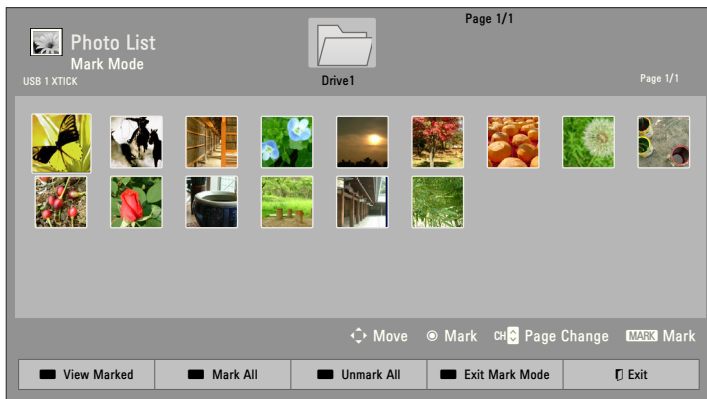 Page 1/1
Photo List
Mark Mode
USB 1 XTICK
Drive1
Page 1/1
Move Mark CH Page Change MARK Mark
View Marked Mark All Unmark All Exit Mark Mode Exit